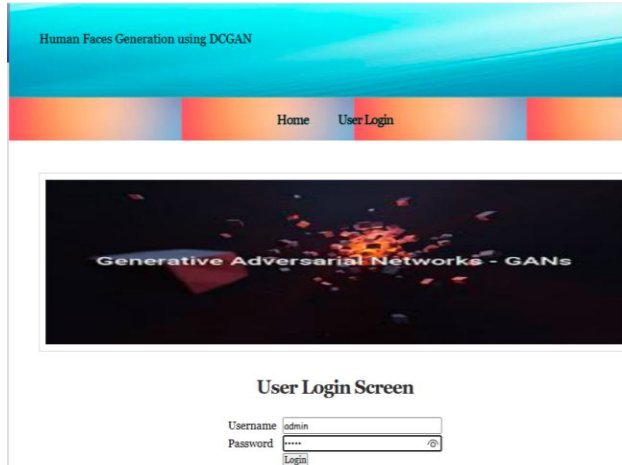 Human Faces Generation using DCGAN
Home User Login
Generative Adversarial Networks - GANs
User Login Screen
Username admin
Password •••••
Login